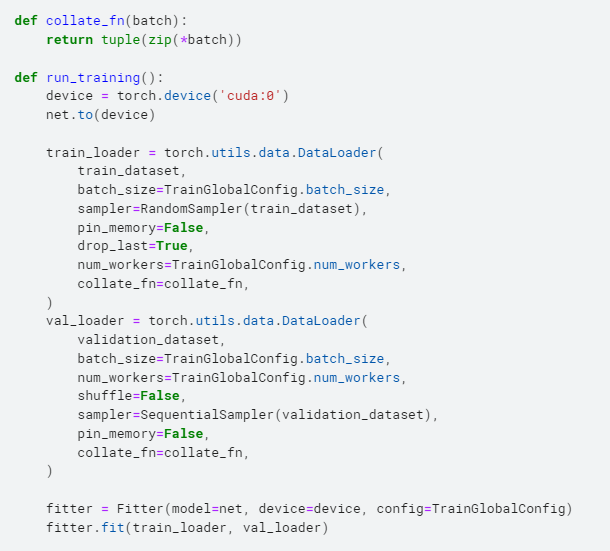 def collate_fn(batch):
    return tuple(zip(*batch))

def run_training():
    device = torch.device('cuda:0')
    net.to(device)

    train_loader = torch.utils.data.DataLoader(
        train_dataset,
        batch_size=TrainGlobalConfig.batch_size,
        sampler=RandomSampler(train_dataset),
        pin_memory=False,
        drop_last=True,
        num_workers=TrainGlobalConfig.num_workers,
        collate_fn=collate_fn,
    )
    val_loader = torch.utils.data.DataLoader(
        validation_dataset,
        batch_size=TrainGlobalConfig.batch_size,
        num_workers=TrainGlobalConfig.num_workers,
        shuffle=False,
        sampler=SequentialSampler(validation_dataset),
        pin_memory=False,
        collate_fn=collate_fn,
    )

    fitter = Fitter(model=net, device=device, config=TrainGlobalConfig)
    fitter.fit(train_loader, val_loader)